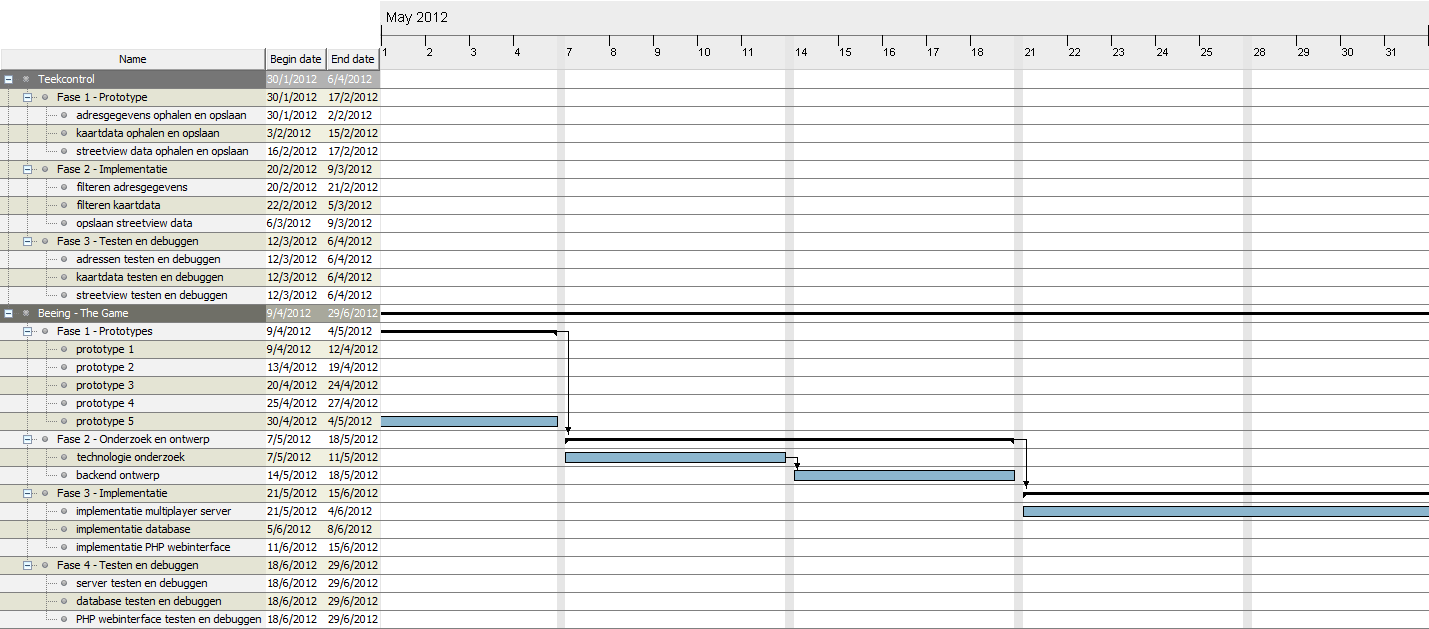 May 2012
1 2 3 4 7 8 9 10 11 14 15 16 17 18 21 22 23 24 25 28 29 30 31
Name Begin date End date
Teekcontrol 30/1/2012 6/4/2012
Fase 1 - Prototype 30/1/2012 17/2/2012
adresgegevens ophalen en opslaan 30/1/2012 2/2/2012
kaartdata ophalen en opslaan 3/2/2012 15/2/2012
streetview data ophalen en opslaan 16/2/2012 17/2/2012
Fase 2 - Implementatie 20/2/2012 9/3/2012
filteren adresgegevens 20/2/2012 21/2/2012
filteren kaartdata 22/2/2012 5/3/2012
opslaan streetview data 6/3/2012 9/3/2012
Fase 3 - Testen en debuggen 12/3/2012 6/4/2012
adressen testen en debuggen 12/3/2012 6/4/2012
kaartdata testen en debuggen 12/3/2012 6/4/2012
streetview testen en debuggen 12/3/2012 6/4/2012
Beeing - The Game 9/4/2012 29/6/2012
Fase 1 - Prototypes 9/4/2012 4/5/2012
prototype 1 9/4/2012 12/4/2012
prototype 2 13/4/2012 19/4/2012
prototype 3 20/4/2012 24/4/2012
prototype 4 25/4/2012 27/4/2012
prototype 5 30/4/2012 4/5/2012
Fase 2 - Onderzoek en ontwerp 7/5/2012 18/5/2012
technologie onderzoek 7/5/2012 11/5/2012
backend ontwerp 14/5/2012 18/5/2012
Fase 3 - Implementatie 21/5/2012 15/6/2012
implementatie multiplayer server 21/5/2012 4/6/2012
implementatie database 5/6/2012 8/6/2012
implementatie PHP webinterface 11/6/2012 15/6/2012
Fase 4 - Testen en debuggen 18/6/2012 29/6/2012
server testen en debuggen 18/6/2012 29/6/2012
database testen en debuggen 18/6/2012 29/6/2012
PHP webinterface testen en debuggen 18/6/2012 29/6/2012